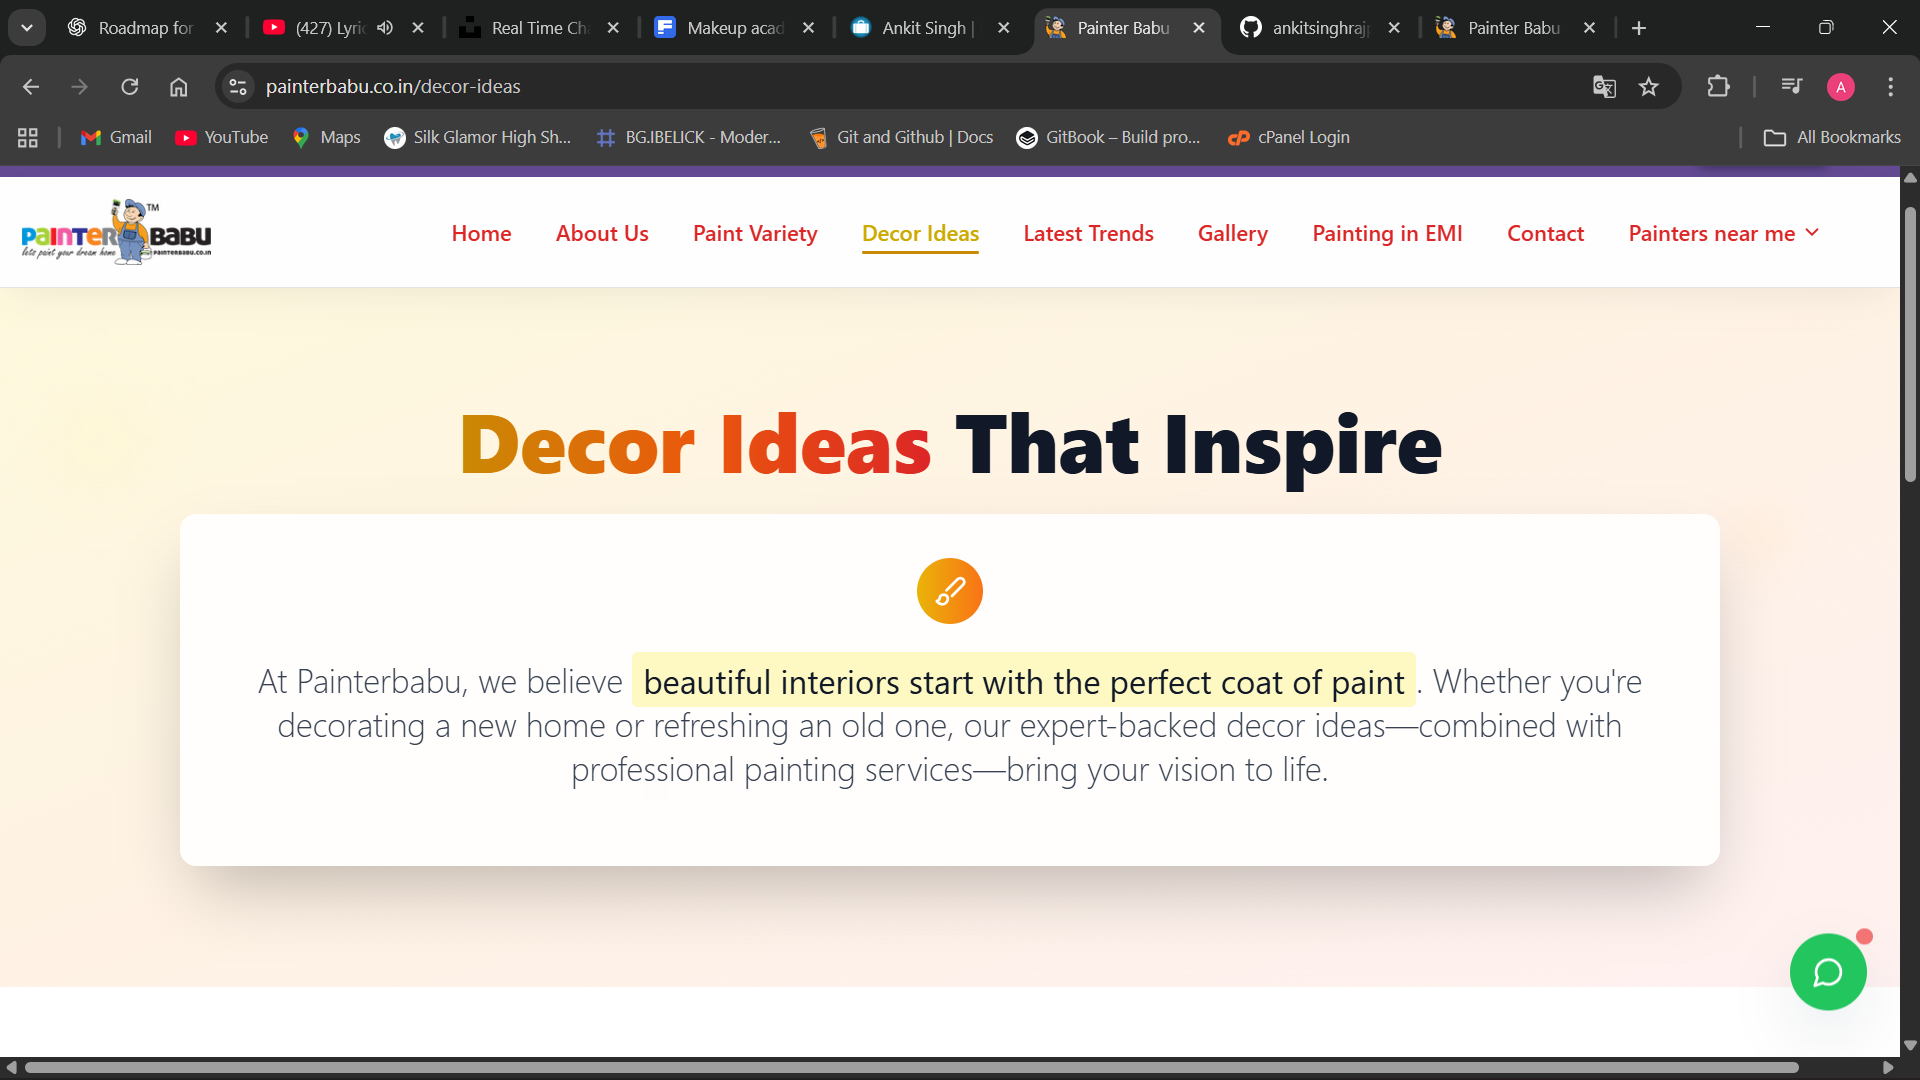 Roadmap for
(427) Lyric
Real Time Cha
Makeup acad
Ankit Singh |
Painter Babu
ankitsinghraj
Painter Babu
painterbabu.co.in/decor-ideas
A
Gmail
YouTube
Maps
Silk Glamor High Sh...
BG.IBELICK - Moder...
Git and Github | Docs
GitBook – Build pro...
cPanel Login
All Bookmarks
PAINTER BABU TM
lets paint your dream home PAINTERBABU.CO.IN
Home
About Us
Paint Variety
Decor Ideas
Latest Trends
Gallery
Painting in EMI
Contact
Painters near me
Decor Ideas That Inspire
At Painterbabu, we believe beautiful interiors start with the perfect coat of paint . Whether you're
decorating a new home or refreshing an old one, our expert-backed decor ideas—combined with
professional painting services—bring your vision to life.